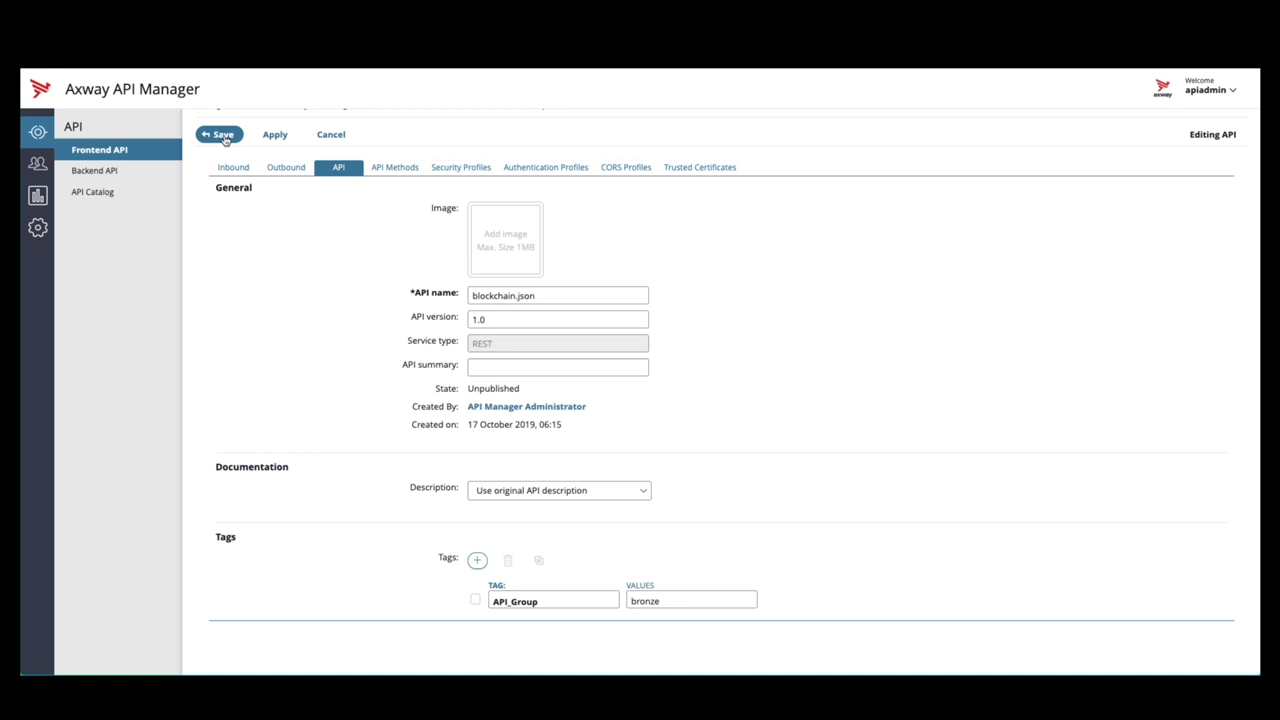 Axway API Manager
axway
Welcome
apiadmin
API
Frontend API
Backend API
API Catalog
Save
Apply
Cancel
Editing API
Inbound
Outbound
API
API Methods
Security Profiles
Authentication Profiles
CORS Profiles
Trusted Certificates
General
Image:
Add image
Max. Size 1MB
*API name:
blockchain.json
API version:
1.0
Service type:
REST
API summary:
State:
Unpublished
Created By:
API Manager Administrator
Created on:
17 October 2019, 06:15
Documentation
Description:
Use original API description
Tags
Tags:
TAG:
VALUES
API_Group
bronze